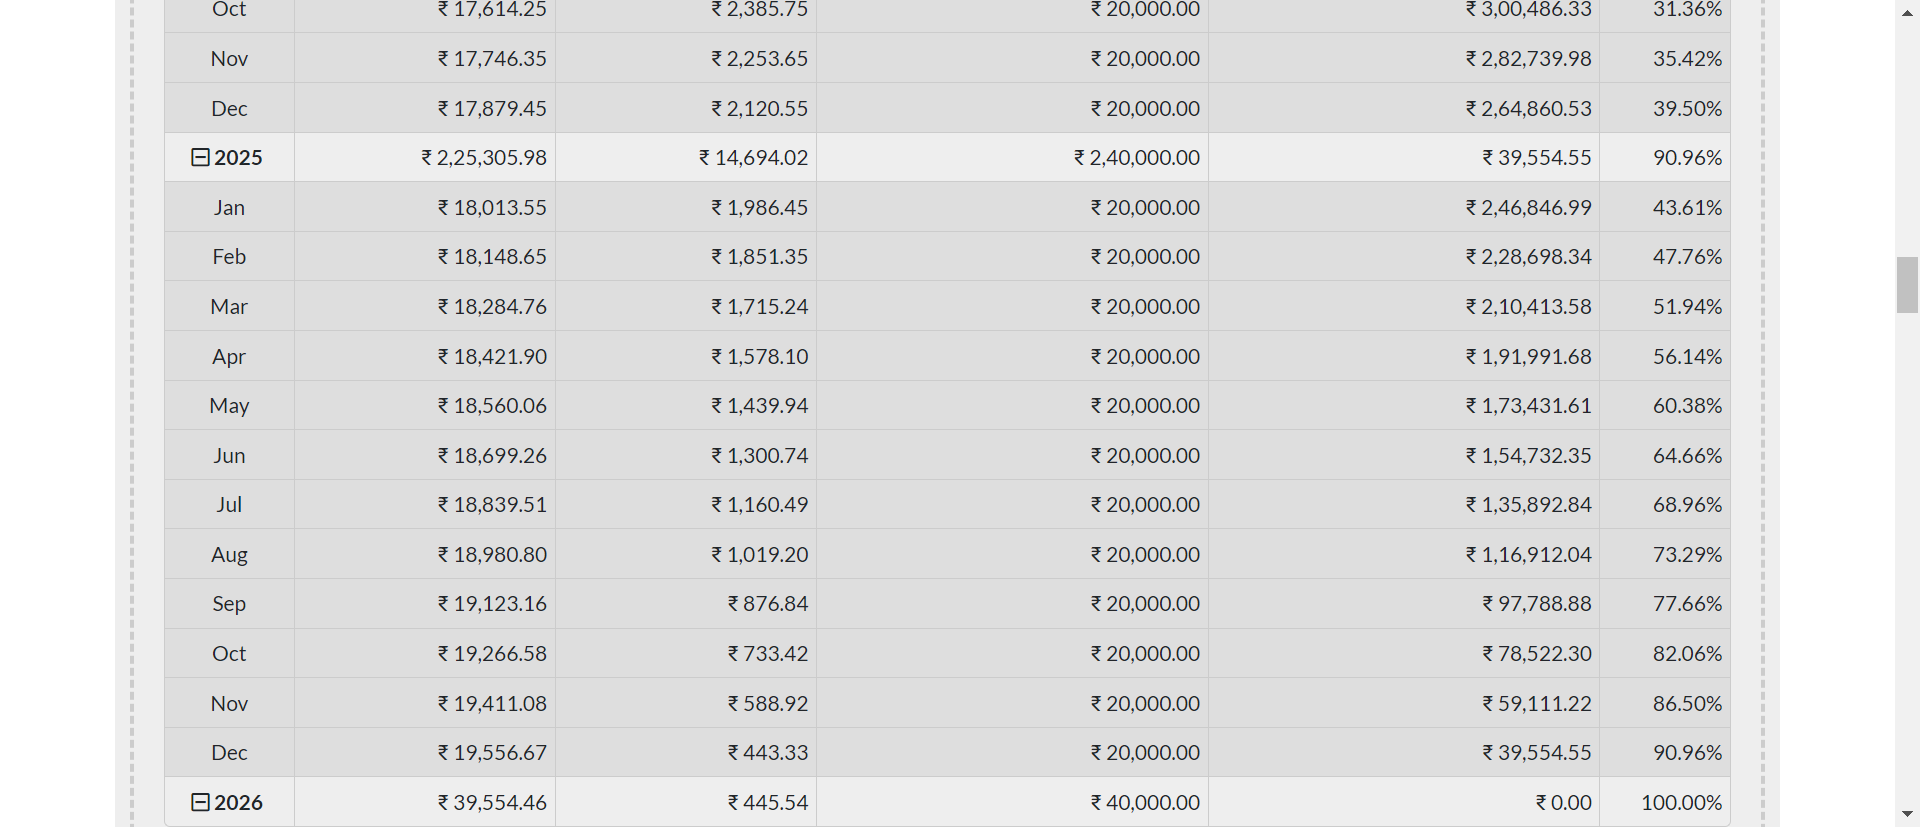 Oct ₹ 17,614.25 ₹ 2,385.75 ₹ 20,000.00 ₹ 3,00,486.33 31.36%
Nov ₹ 17,746.35 ₹ 2,253.65 ₹ 20,000.00 ₹ 2,82,739.98 35.42%
Dec ₹ 17,879.45 ₹ 2,120.55 ₹ 20,000.00 ₹ 2,64,860.53 39.50%
2025 ₹ 2,25,305.98 ₹ 14,694.02 ₹ 2,40,000.00 ₹ 39,554.55 90.96%
Jan ₹ 18,013.55 ₹ 1,986.45 ₹ 20,000.00 ₹ 2,46,846.99 43.61%
Feb ₹ 18,148.65 ₹ 1,851.35 ₹ 20,000.00 ₹ 2,28,698.34 47.76%
Mar ₹ 18,284.76 ₹ 1,715.24 ₹ 20,000.00 ₹ 2,10,413.58 51.94%
Apr ₹ 18,421.90 ₹ 1,578.10 ₹ 20,000.00 ₹ 1,91,991.68 56.14%
May ₹ 18,560.06 ₹ 1,439.94 ₹ 20,000.00 ₹ 1,73,431.61 60.38%
Jun ₹ 18,699.26 ₹ 1,300.74 ₹ 20,000.00 ₹ 1,54,732.35 64.66%
Jul ₹ 18,839.51 ₹ 1,160.49 ₹ 20,000.00 ₹ 1,35,892.84 68.96%
Aug ₹ 18,980.80 ₹ 1,019.20 ₹ 20,000.00 ₹ 1,16,912.04 73.29%
Sep ₹ 19,123.16 ₹ 876.84 ₹ 20,000.00 ₹ 97,788.88 77.66%
Oct ₹ 19,266.58 ₹ 733.42 ₹ 20,000.00 ₹ 78,522.30 82.06%
Nov ₹ 19,411.08 ₹ 588.92 ₹ 20,000.00 ₹ 59,111.22 86.50%
Dec ₹ 19,556.67 ₹ 443.33 ₹ 20,000.00 ₹ 39,554.55 90.96%
2026 ₹ 39,554.46 ₹ 445.54 ₹ 40,000.00 ₹ 0.00 100.00%